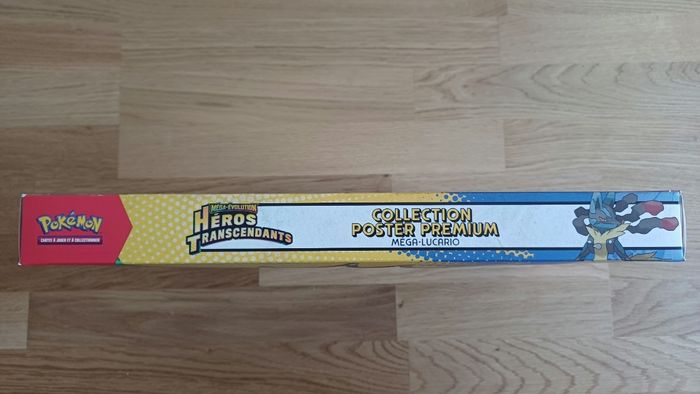 POKÉMON
CARTES À JOUER ET À COLLECTIONNER
MÉGA-ÉVOLUTION
HÉROS
TRANSCENDANTS
COLLECTION
POSTER PREMIUM
MÉGA-LUCARIO